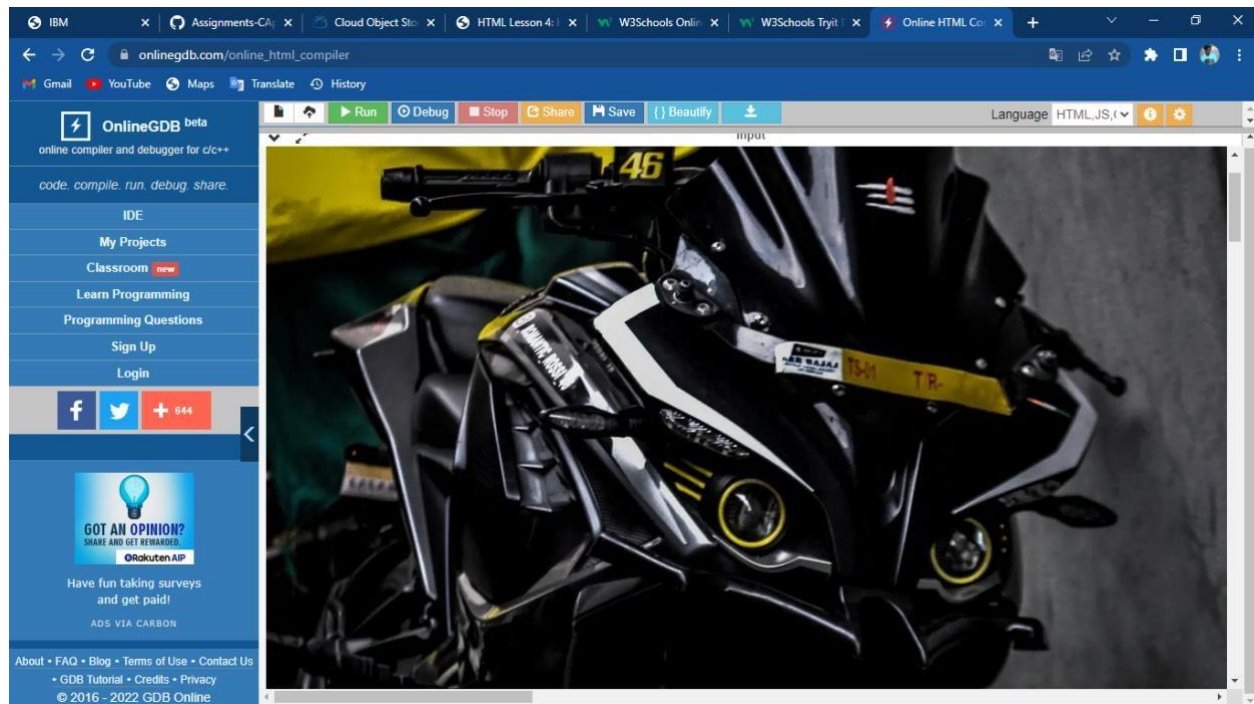 IBM
Assignments-CA
Cloud Object Sto
HTML Lesson 4: H
W3Schools Onlin
W3Schools Tryit
Online HTML Co
onlinegdb.com/online_html_compiler
Gmail YouTube Maps Translate History
OnlineGDB beta
online compiler and debugger for c/c++
code. compile. run. debug. share.
IDE
My Projects
Classroom new
Learn Programming
Programming Questions
Sign Up
Login
f + 644
GOT AN OPINION?
SHARE AND GET REWARDED.
Rakuten AIP
Have fun taking surveys
and get paid!
ADS VIA CARBON
About • FAQ • Blog • Terms of Use • Contact Us
• GDB Tutorial • Credits • Privacy
© 2016 - 2022 GDB Online
Run Debug Stop Share Save { } Beautify Language HTML,JS,(
input
46
TS-01 T/R-